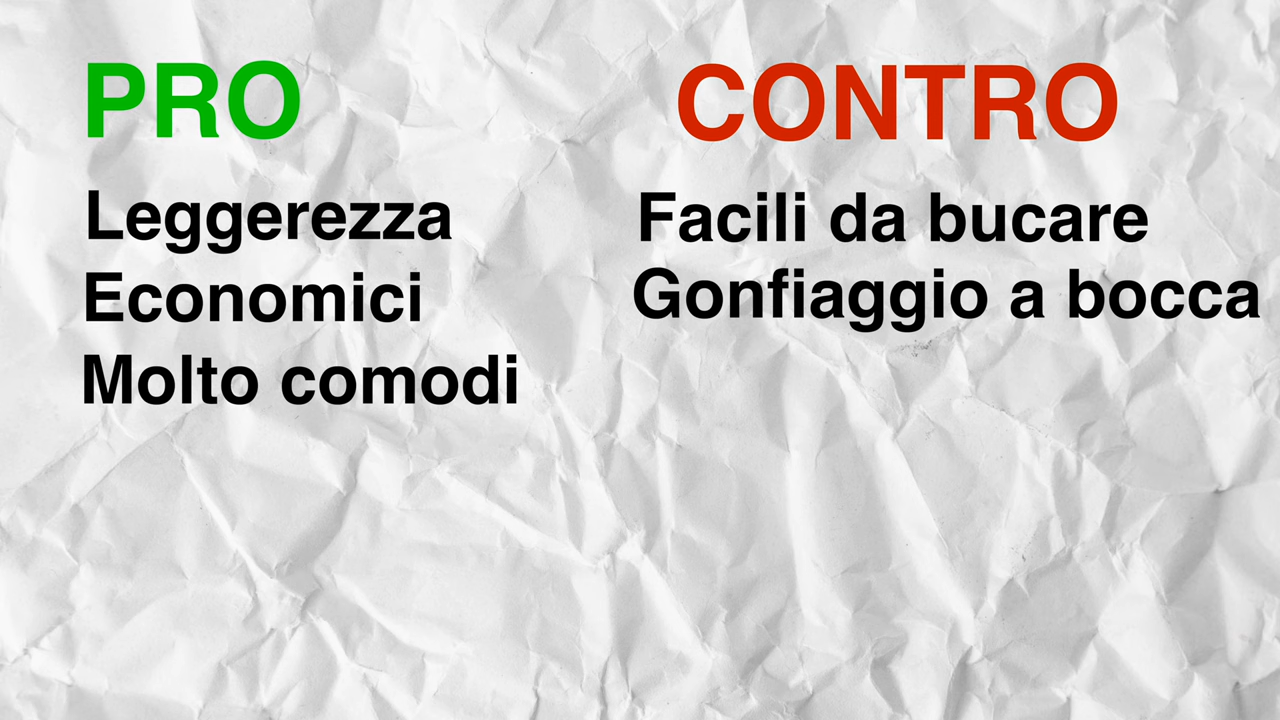 PRO
Leggerezza
Economici
Molto comodi
CONTRO
Facili da bucare
Gonfiaggio a bocca